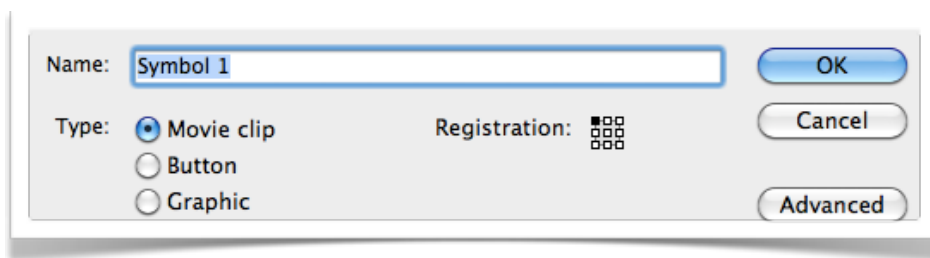 Name: Symbol 1 OK
Type: Movie clip Registration: Cancel
Button
Graphic Advanced